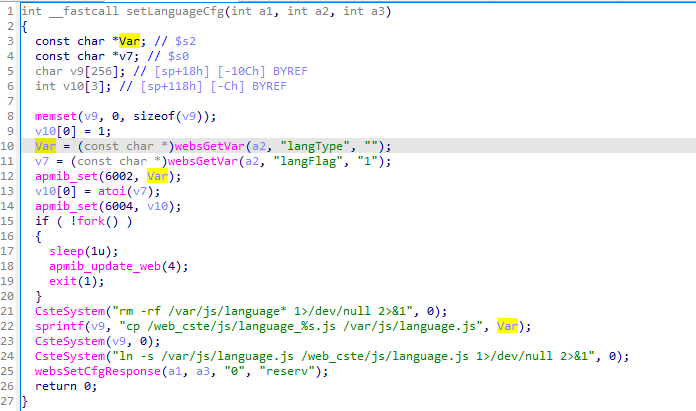 1 int __fastcall setLanguageCfg(int a1, int a2, int a3)
2 {
3 const char *Var; // $s2
4 const char *v7; // $s0
5 char v9[256]; // [sp+18h] [-10Ch] BYREF
6 int v10[3]; // [sp+118h] [-Ch] BYREF
7
8 memset(v9, 0, sizeof(v9));
9 v10[0] = 1;
10 Var = (const char *)websGetVar(a2, "langType", "");
11 v7 = (const char *)websGetVar(a2, "langFlag", "1");
12 apmib_set(6002, Var);
13 v10[0] = atoi(v7);
14 apmib_set(6004, v10);
15 if ( !fork() )
16 {
17 sleep(1u);
18 apmib_update_web(4);
19 exit(1);
20 }
21 CsteSystem("rm -rf /var/js/language* 1>/dev/null 2>&1", 0);
22 sprintf(v9, "cp /web_cste/js/language_%s.js /var/js/language.js", Var);
23 CsteSystem(v9, 0);
24 CsteSystem("ln -s /var/js/language.js /web_cste/js/language.js 1>/dev/null 2>&1", 0);
25 websSetCfgResponse(a1, a3, "0", "reserv");
26 return 0;
27 }